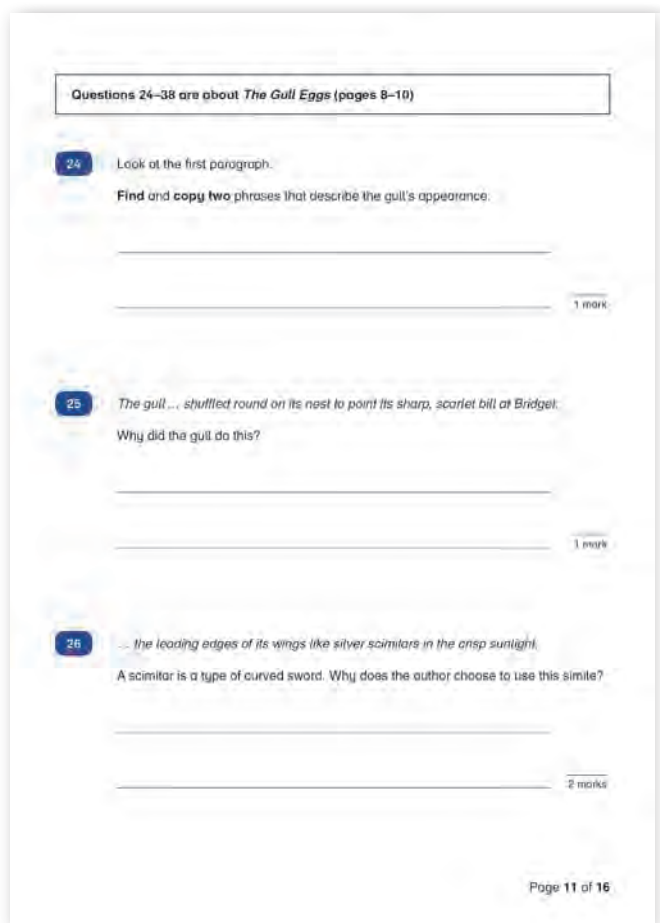 Questions 24–38 are about The Gull Eggs (pages 8–10)
24
Look at the first paragraph.
Find and copy two phrases that describe the gull's appearance.
1 mark
25
The gull ... shuffled round on its nest to point its sharp, scarlet bill at Bridget.
Why did the gull do this?
1 mark
26
... the leading edges of its wings like silver scimitars in the crisp sunlight.
A scimitar is a type of curved sword. Why does the author choose to use this simile?
2 marks
Page 11 of 16